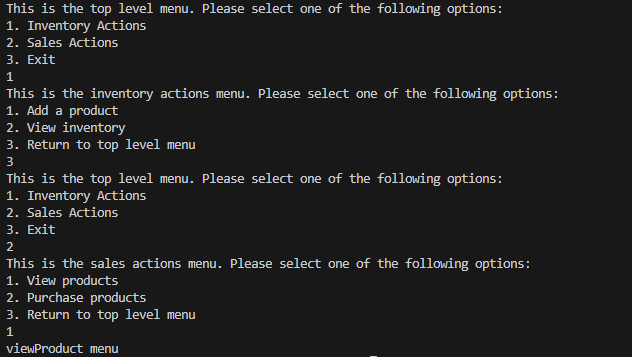 This is the top level menu. Please select one of the following options:
1. Inventory Actions
2. Sales Actions
3. Exit
1
This is the inventory actions menu. Please select one of the following options:
1. Add a product
2. View inventory
3. Return to top level menu
3
This is the top level menu. Please select one of the following options:
1. Inventory Actions
2. Sales Actions
3. Exit
2
This is the sales actions menu. Please select one of the following options:
1. View products
2. Purchase products
3. Return to top level menu
1
viewProduct menu